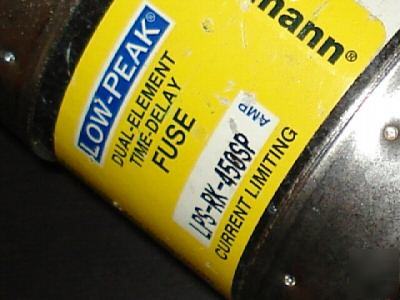 mann®
LOW-PEAK®
DUAL-ELEMENT
TIME-DELAY
FUSE
LPS-RK-450SP AMP
CURRENT LIMITING